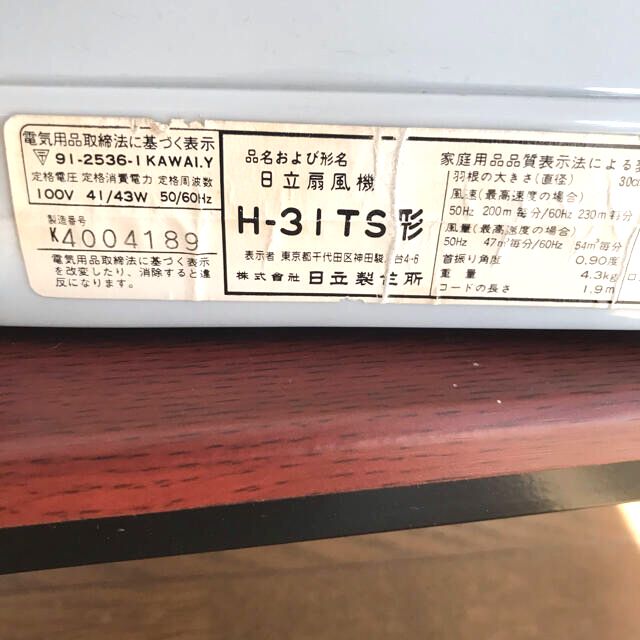 電気用品取締法に基づく表示
91-2536-1 KAWAI.Y
定格電圧 定格消費電力 定格周波数
100V 41/43W 50/60Hz
製造番号
K4004189
電気用品取締法に基づく表示
を改変したり、消除すると違
反になります。
品名および形名
日立扇風機
H-31TS形
表示者 東京都千代田区神田駿 台4-6
株式會社 日立製 所
家庭用品品質表示法による
羽根の大きさ(直径) 30c
風速(最高速度の場合)
50Hz 200m毎分/60Hz 230m毎分
風量(最高速度の場合)
50Hz 47m³毎分/60Hz 54m³毎分
首振り角度 0.90度
重量 4.3kg
コードの長さ 1.9m